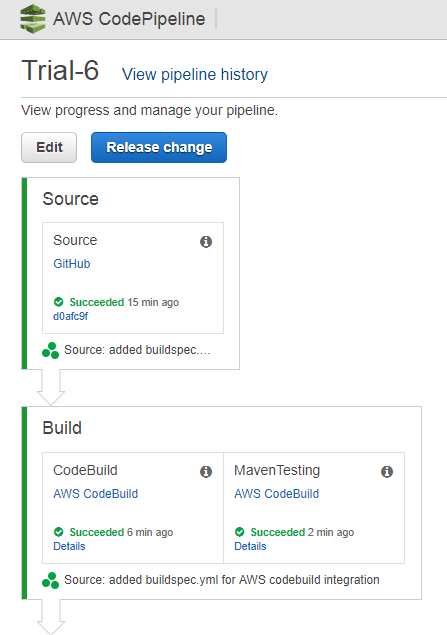 AWS CodePipeline
Trial-6 View pipeline history
View progress and manage your pipeline.
Edit Release change
Source
Source
GitHub
Succeeded 15 min ago
d0afc9f
Source: added buildspec....
Build
CodeBuild MavenTesting
AWS CodeBuild AWS CodeBuild
Succeeded 6 min ago Succeeded 2 min ago
Details Details
Source: added buildspec.yml for AWS codebuild integration